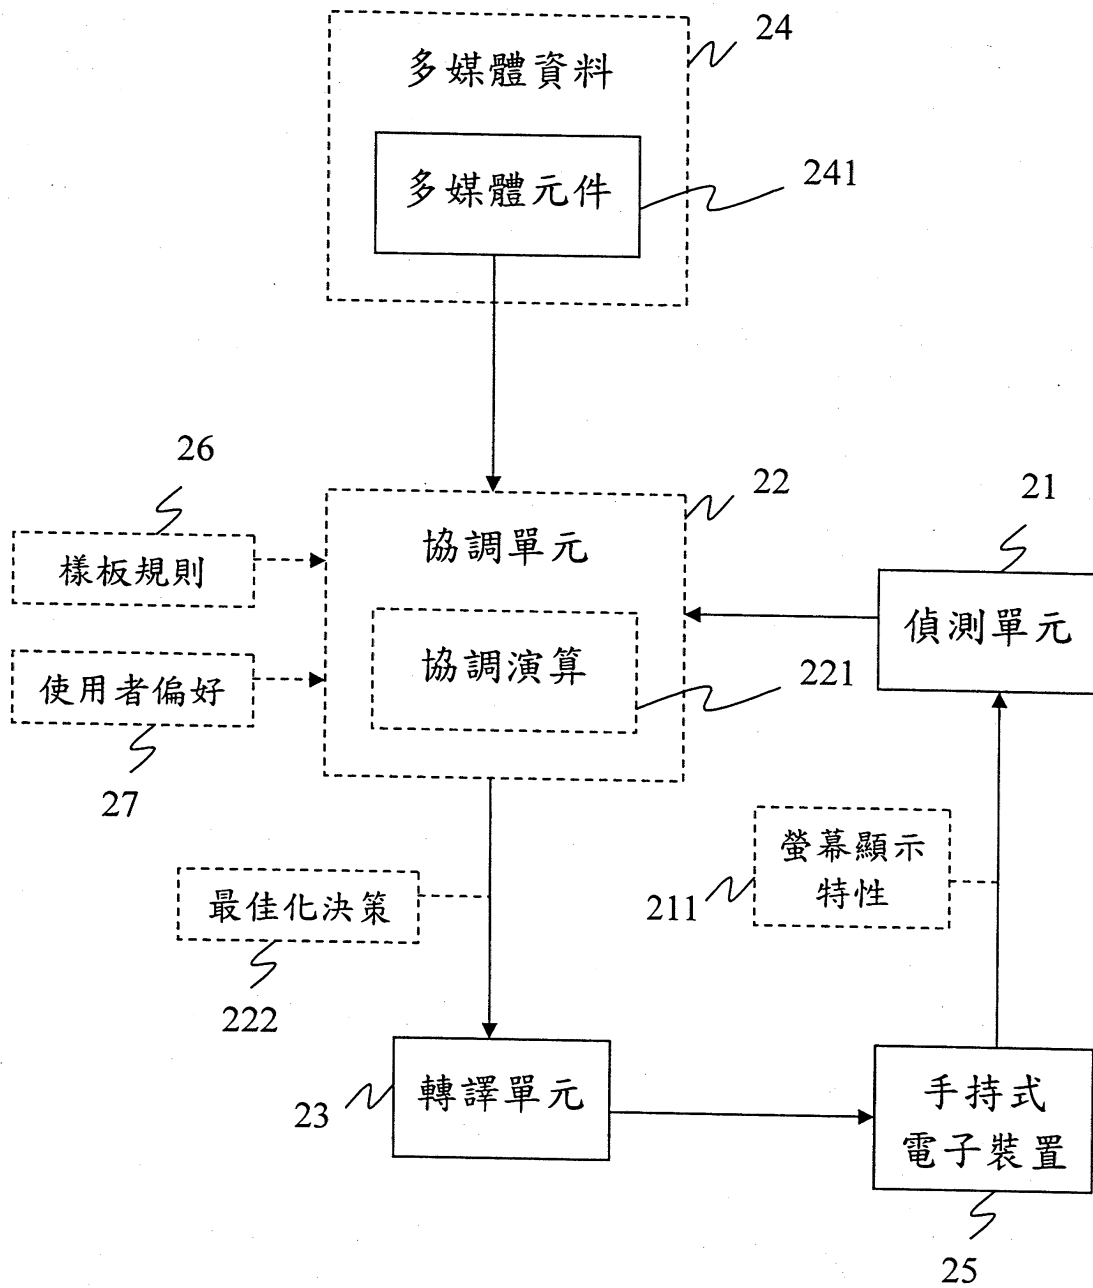 24
多媒體資料
多媒體元件
241
26
22
21
樣板規則
協調單元
偵測單元
使用者偏好
協調演算
221
27
螢幕顯示
特性
211
最佳化決策
222
23
轉譯單元
手持式
電子裝置
25